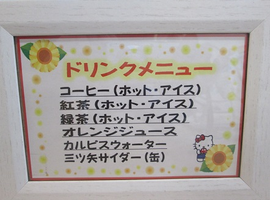 ドリンクメニュー
コーヒー(ホット・アイス)
紅茶(ホット・アイス)
緑茶(ホット・アイス)
オレンジジュース
カルピスウォーター
三ツ矢サイダー(缶)